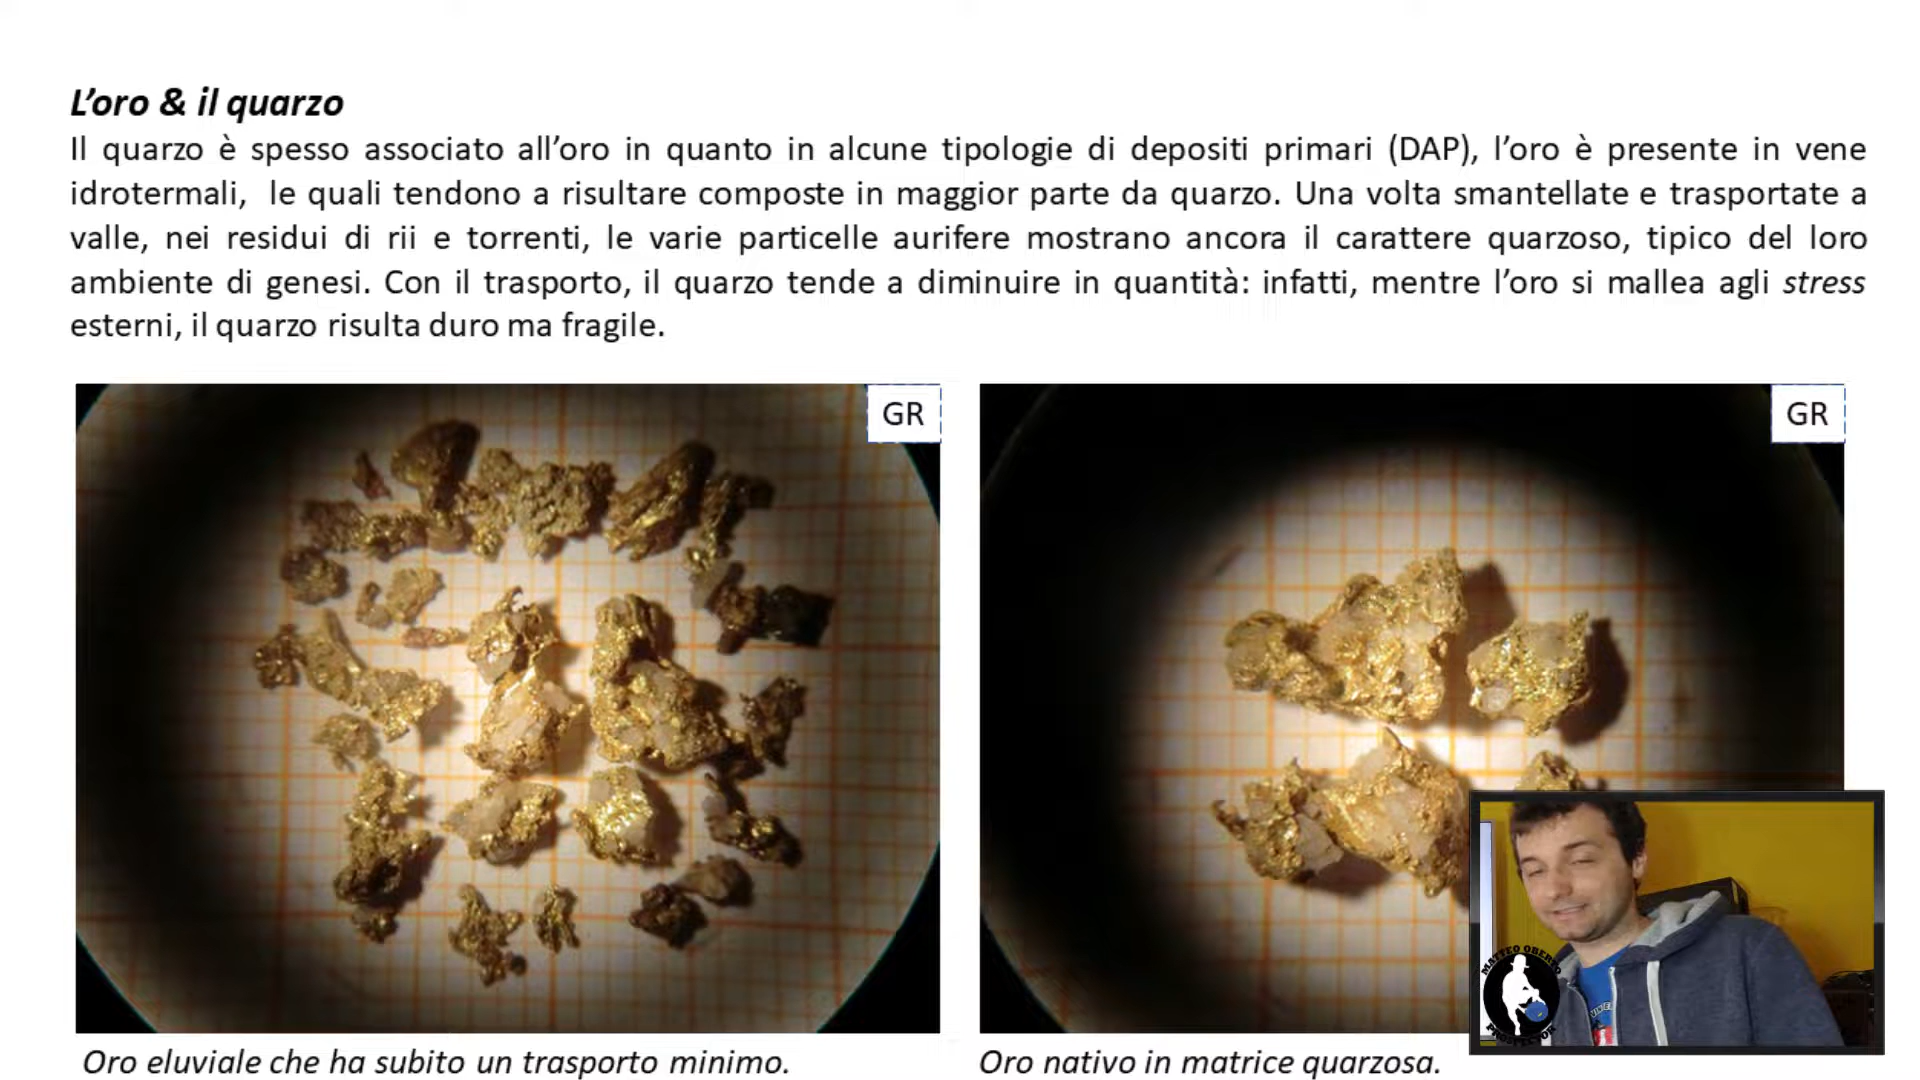 L’oro & il quarzo
Il quarzo è spesso associato all’oro in quanto in alcune tipologie di depositi primari (DAP), l’oro è presente in vene
idrotermali, le quali tendono a risultare composte in maggior parte da quarzo. Una volta smantellate e trasportate a
valle, nei residui di rii e torrenti, le varie particelle aurifere mostrano ancora il carattere quarzoso, tipico del loro
ambiente di genesi. Con il trasporto, il quarzo tende a diminuire in quantità: infatti, mentre l’oro si mallea agli stress
esterni, il quarzo risulta duro ma fragile.
GR
GR
MATTEO OBERTO
PROSPECTOR
Oro eluviale che ha subito un trasporto minimo.
Oro nativo in matrice quarzosa.